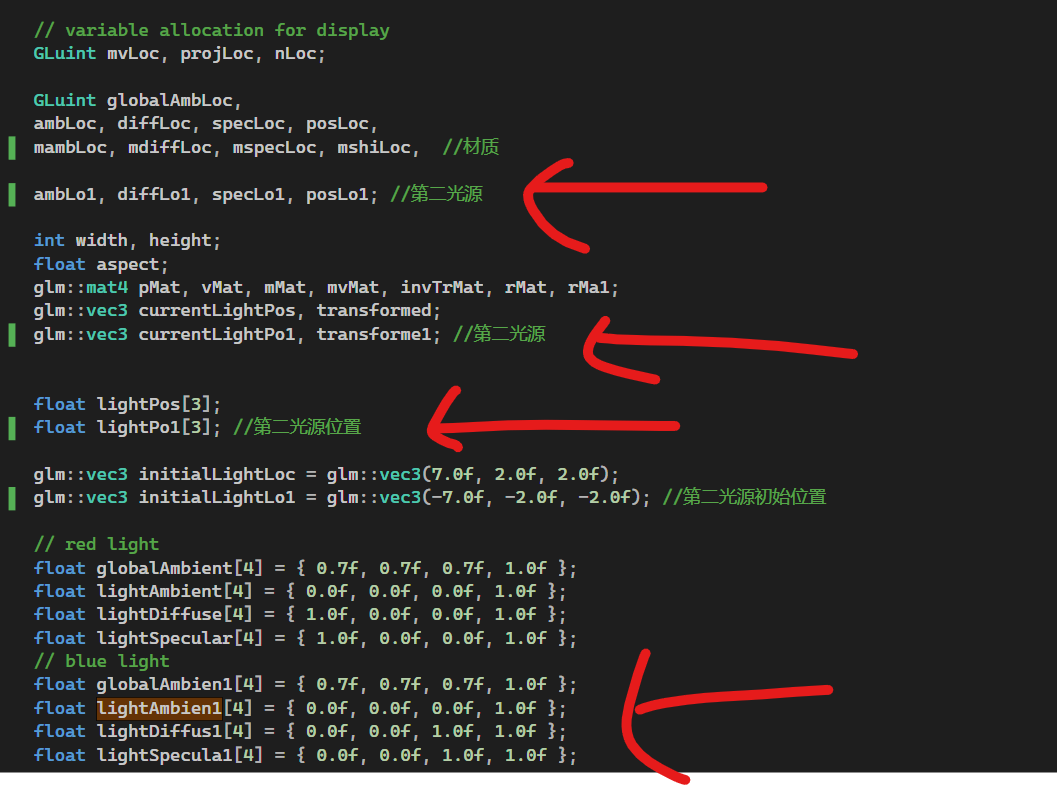 // variable allocation for display
GLuint mvLoc, projLoc, nLoc;
GLuint globalAmbLoc,
ambLoc, diffLoc, specLoc, posLoc,
mambLoc, mdiffLoc, mspecLoc, mshiLoc,  //材质
ambLo1, diffLo1, specLo1, posLo1; //第二光源
int width, height;
float aspect;
glm::mat4 pMat, vMat, mMat, mvMat, invTrMat, rMat, rMa1;
glm::vec3 currentLightPos, transformed;
glm::vec3 currentLightPo1, transforme1; //第二光源
float lightPos[3];
float lightPo1[3]; //第二光源位置
glm::vec3 initialLightLoc = glm::vec3(7.0f, 2.0f, 2.0f);
glm::vec3 initialLightLo1 = glm::vec3(-7.0f, -2.0f, -2.0f); //第二光源初始位置
// red light
float globalAmbient[4] = { 0.7f, 0.7f, 0.7f, 1.0f };
float lightAmbient[4] = { 0.0f, 0.0f, 0.0f, 1.0f };
float lightDiffuse[4] = { 1.0f, 0.0f, 0.0f, 1.0f };
float lightSpecular[4] = { 1.0f, 0.0f, 0.0f, 1.0f };
// blue light
float globalAmbien1[4] = { 0.7f, 0.7f, 0.7f, 1.0f };
float lightAmbien1[4] = { 0.0f, 0.0f, 0.0f, 1.0f };
float lightDiffus1[4] = { 0.0f, 0.0f, 1.0f, 1.0f };
float lightSpecula1[4] = { 0.0f, 0.0f, 1.0f, 1.0f };